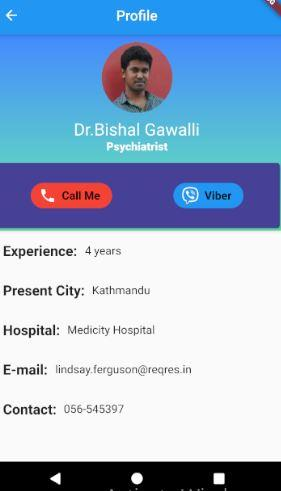 Profile
Dr.Bishal Gawalli
Psychiatrist
Call Me
Viber
Experience: 4 years
Present City: Kathmandu
Hospital: Medicity Hospital
E-mail: lindsay.ferguson@reqres.in
Contact: 056-545397